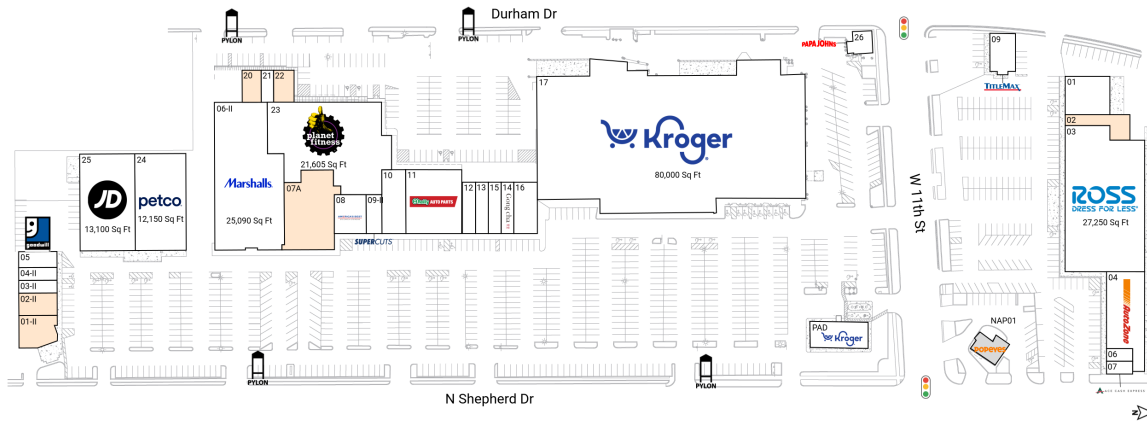 Durham Dr
PYLON
PYLON
PAPA JOHNS
26
09
TITLEMAX
20
21
22
17
Kroger
80,000 Sq Ft
01
02
03
ROSS
DRESS FOR LESS
27,250 Sq Ft
06-II
23
planet
fitness
21,605 Sq Ft
Marshalls
25,090 Sq Ft
07A
08
09-II
SUPERCUTS
10
11
O'Reilly AUTO PARTS
12
13
15
14
16
25
JD
13,100 Sq Ft
24
petco
12,150 Sq Ft
g
goodwill
05
04-II
03-II
02-II
01-II
W 11th St
04
AutoZone
06
07
ACE CASH EXPRESS
NAP01
POPEYES
PAD
Kroger
PYLON
PYLON
N Shepherd Dr
N